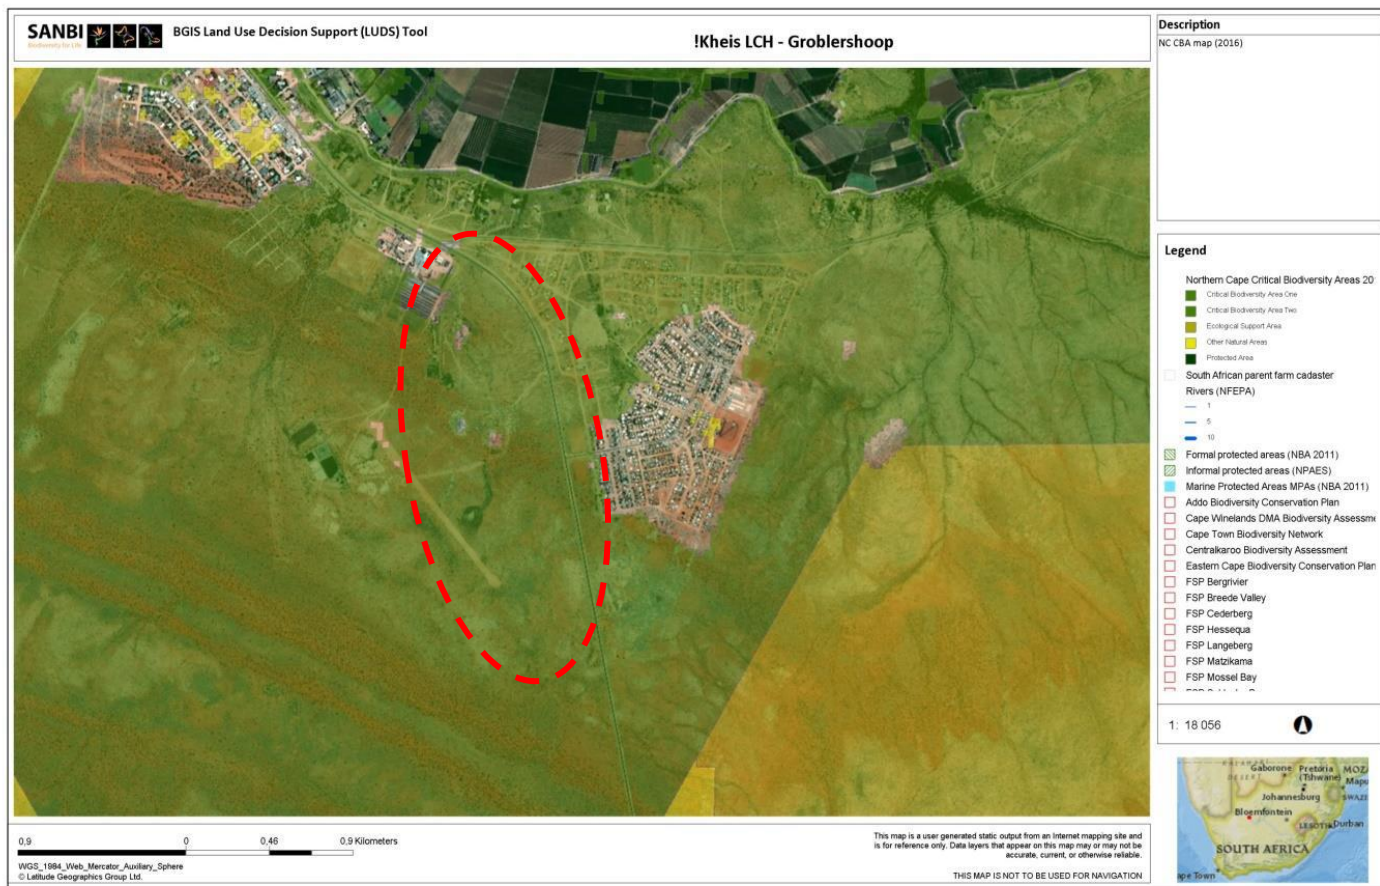 SANBI
Biodiversity for Life
BGIS Land Use Decision Support (LUDS) Tool
!Kheis LCH - Groblershoop
Description
NC CBA map (2016)
Legend
Northern Cape Critical Biodiversity Areas 20
Critical Biodiversity Area One
Critical Biodiversity Area Two
Ecological Support Area
Other Natural Areas
Protected Area
South African parent farm cadaster
Rivers (NFEPA)
1
5
10
Formal protected areas (NBA 2011)
Informal protected areas (NPAES)
Marine Protected Areas MPAs (NBA 2011)
Addo Biodiversity Conservation Plan
Cape Winelands DMA Biodiversity Assessme
Cape Town Biodiversity Network
Centralkaroo Biodiversity Assessment
Eastern Cape Biodiversity Conservation Plan
FSP Bergrivier
FSP Breede Valley
FSP Cederberg
FSP Hessequa
FSP Langeberg
FSP Matzikama
FSP Mossel Bay
1: 18 056
Gaborone
Pretoria
(Tshwane)
MOZ
Map
DESERT
Johannesburg
SWAZI
Bloemfontein
LESOTHO
Durban
SOUTH AFRICA
ape Town
0,9 0 0,46 0,9 Kilometers
WGS_1984_Web_Mercator_Auxiliary_Sphere
© Latitude Geographics Group Ltd.
This map is a user generated static output from an Internet mapping site and
is for reference only. Data layers that appear on this map may or may not be
accurate, current, or otherwise reliable.
THIS MAP IS NOT TO BE USED FOR NAVIGATION